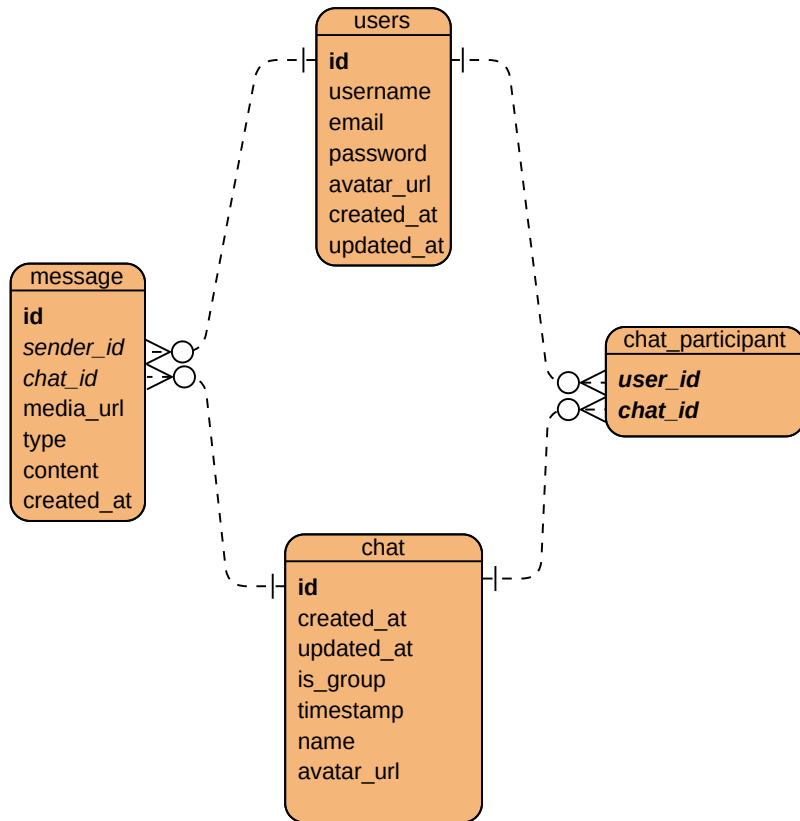 users
id
username
email
password
avatar_url
created_at
updated_at
message
id
sender_id
chat_id
media_url
type
content
created_at
chat_participant
user_id
chat_id
chat
id
created_at
updated_at
is_group
timestamp
name
avatar_url